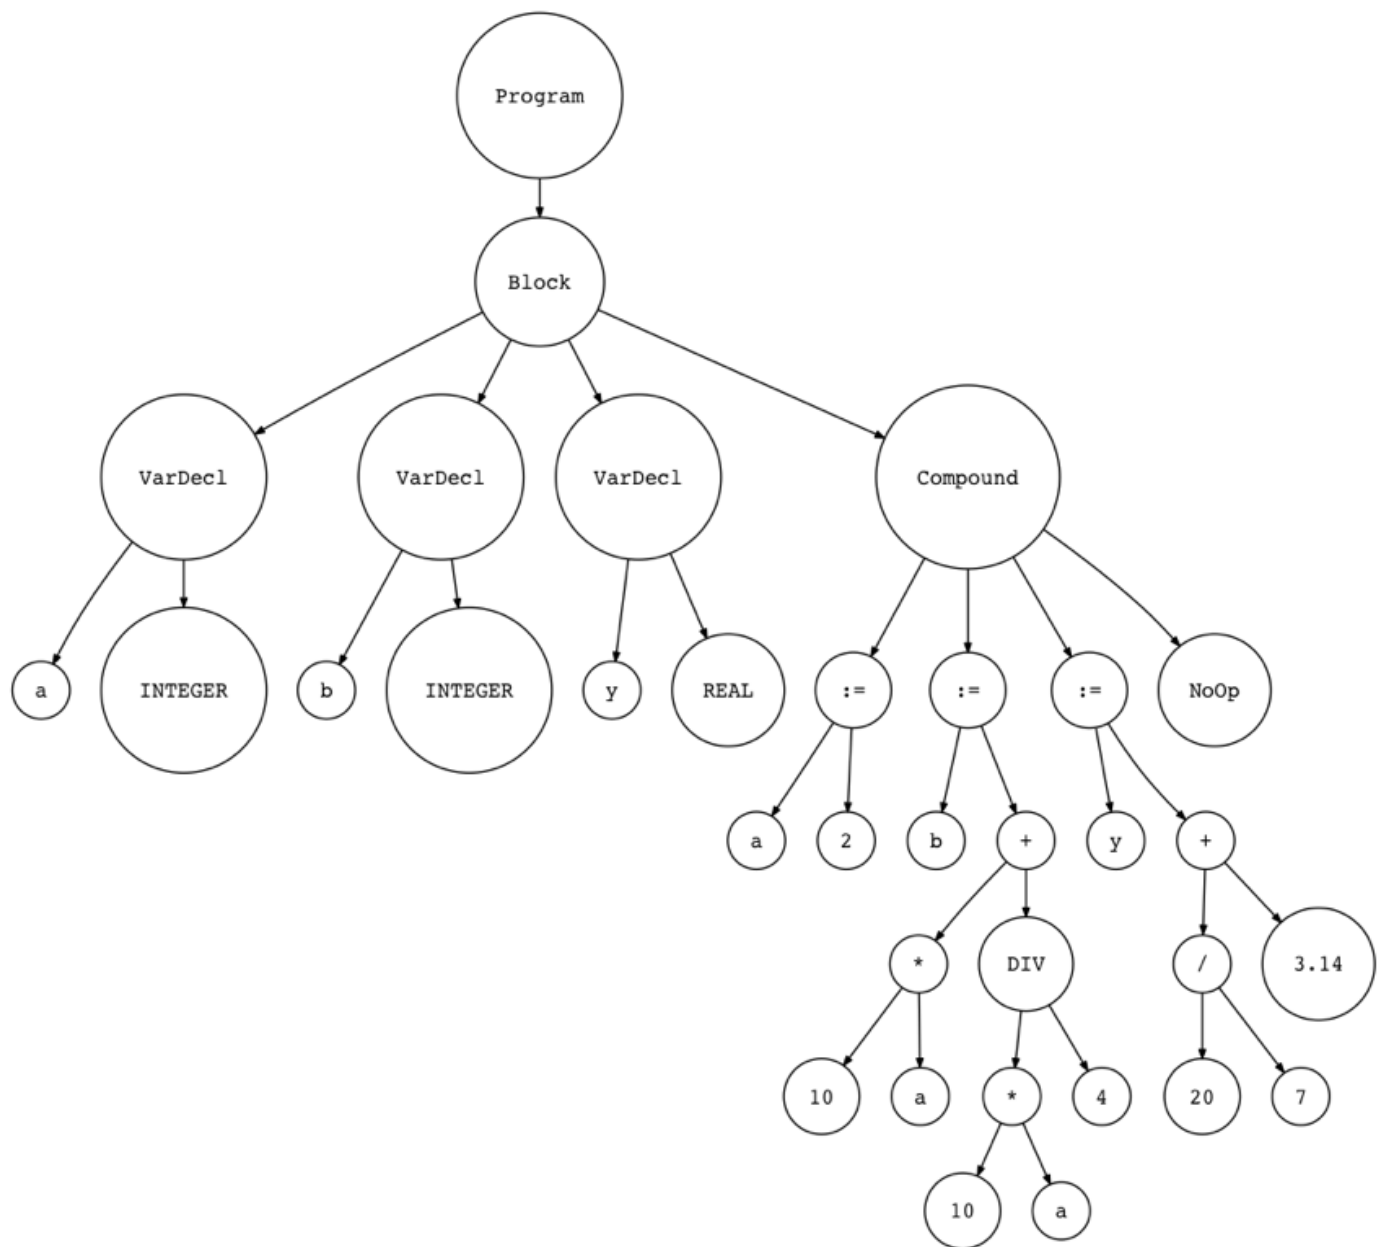 Program
Block
VarDecl VarDecl VarDecl Compound
a INTEGER b INTEGER y REAL := := := NoOp
a 2 b + y +
* DIV / 3.14
10 a * 4 20 7
10 a